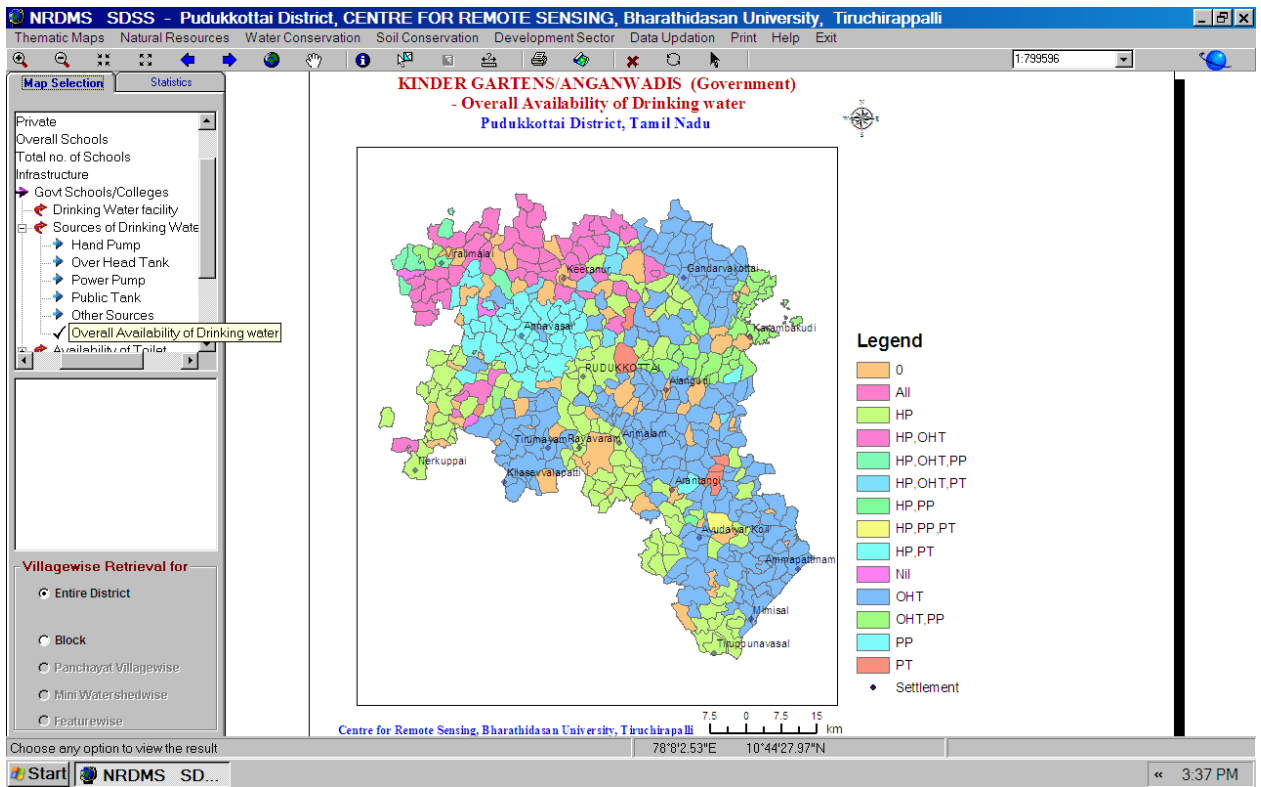 NRDMS SDSS - Pudukkottai District, CENTRE FOR REMOTE SENSING, Bharathidasan University, Tiruchirappalli
Thematic Maps Natural Resources Water Conservation Soil Conservation Development Sector Data Updation Print Help Exit
1:799596
Map Selection Statistics
Private
Overall Schools
Total no. of Schools
Infrastructure
Govt Schools/Colleges
Drinking Water facility
Sources of Drinking Wate
Hand Pump
Over Head Tank
Power Pump
Public Tank
Other Sources
Overall Availability of Drinking water
Availability of Toilet
Villagewise Retrieval for
Entire District
Block
Panchayat Villagewise
Mini Watershedwise
Featurewise
KINDER GARTENS/ANGANWADIS (Government)
- Overall Availability of Drinking water
Pudukkottai District, Tamil Nadu
N
W E
S
Viralimalai
Keeranur
Gandarvakottai
Annavasal
Karambakudi
PUDUKKOTTAI
Alangudi
Tirumayam Rayavaram Arimalam
Nerkuppai
Kilasevvalapatti
Arantangi
Avudaiyar Koil
Ammapattinam
Mimisal
Tiruppunavasal
Legend
0
All
HP
HP,OHT
HP,OHT,PP
HP,OHT,PT
HP,PP
HP,PP,PT
HP,PT
Nil
OHT
OHT,PP
PP
PT
Settlement
7.5 0 7.5 15
km
Centre for Remote Sensing, Bharathidasan University, Tiruchirapalli
Choose any option to view the result 78°8'2.53"E 10°44'27.97"N
Start NRDMS SD... « 3:37 PM